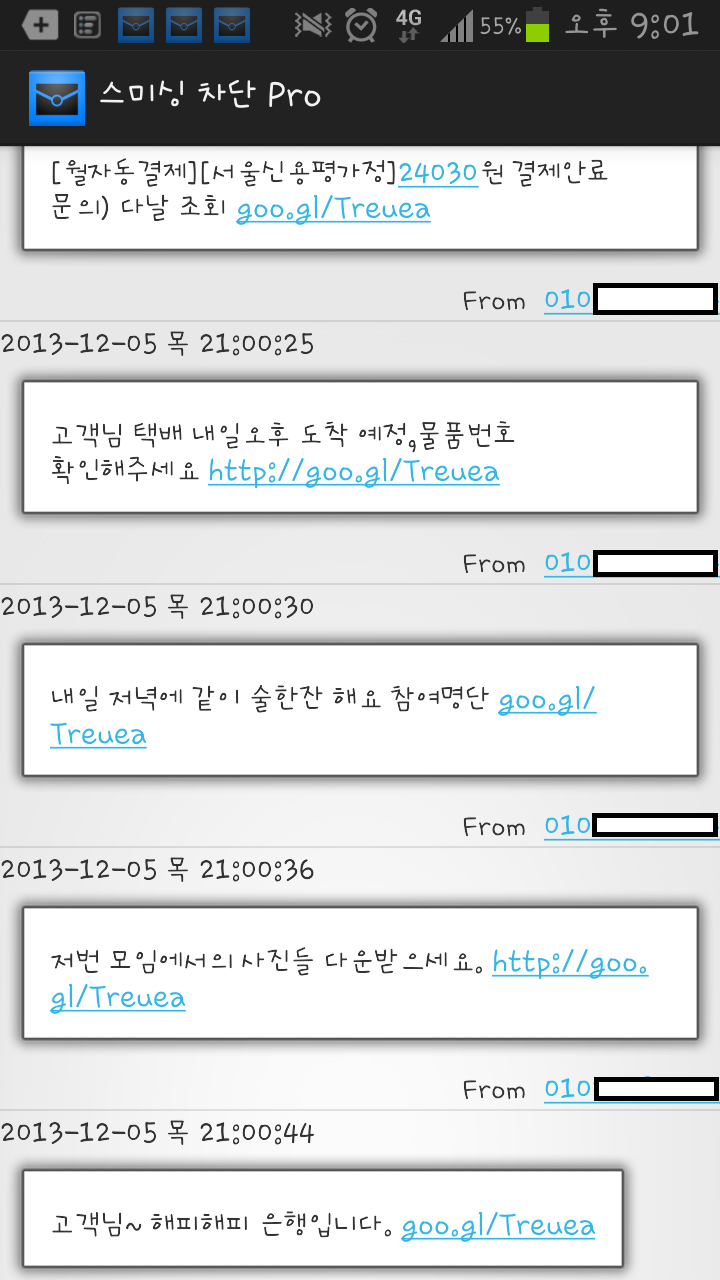 4G
55%
오후 9:01
스미싱 차단 Pro
[월자동결제][서울신용평가정]24030원 결제안료
문의) 다날 조회 goo.gl/Treuea
From 010
2013-12-05 목 21:00:25
고객님 택배 내일오후 도착 예정,물품번호
확인해주세요 http://goo.gl/Treuea
From 010
2013-12-05 목 21:00:30
내일 저녁에 같이 술한잔 해요 참여명단 goo.gl/
Treuea
From 010
2013-12-05 목 21:00:36
저번 모임에서의 사진들 다운받으세요. http://goo.
gl/Treuea
From 010
2013-12-05 목 21:00:44
고객님~ 해피해피 은행입니다. goo.gl/Treuea